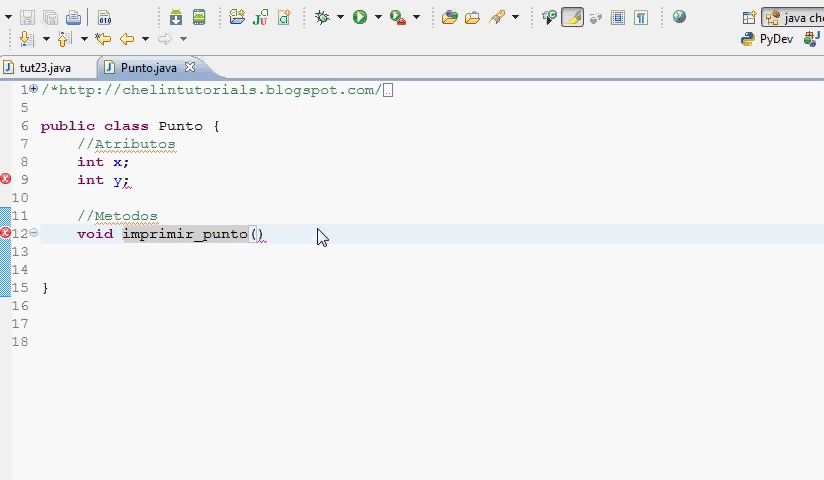 java che
PyDev
tut23.java
Punto.java
1 /*http://chelintutorials.blogspot.com/
5
6 public class Punto {
7 //Atributos
8 int x;
9 int y;
10
11 //Metodos
12 void imprimir_punto()
13
14
15 }
16
17
18